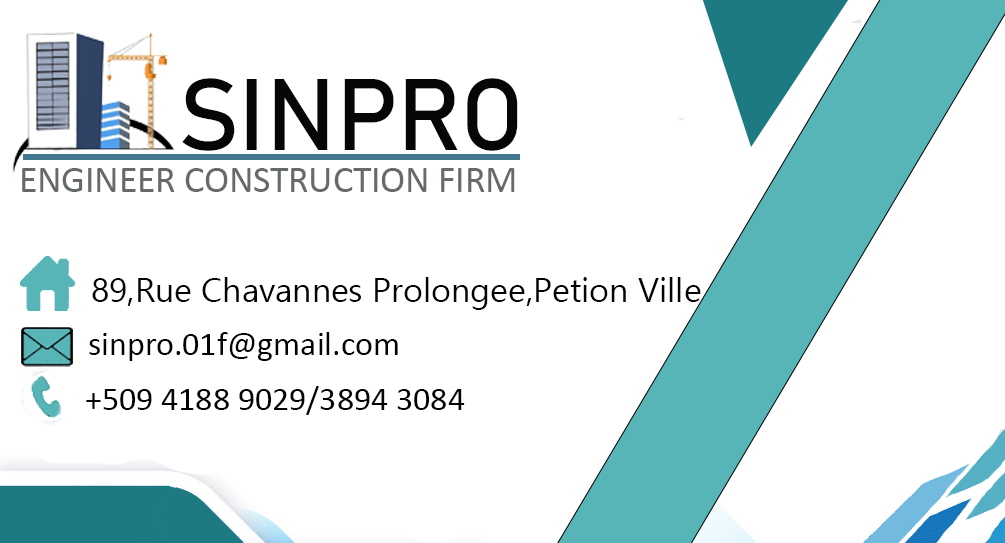 SINPRO
ENGINEER CONSTRUCTION FIRM
89,Rue Chavannes Prolongee,Petion Ville
sinpro.01f@gmail.com
+509 4188 9029/3894 3084